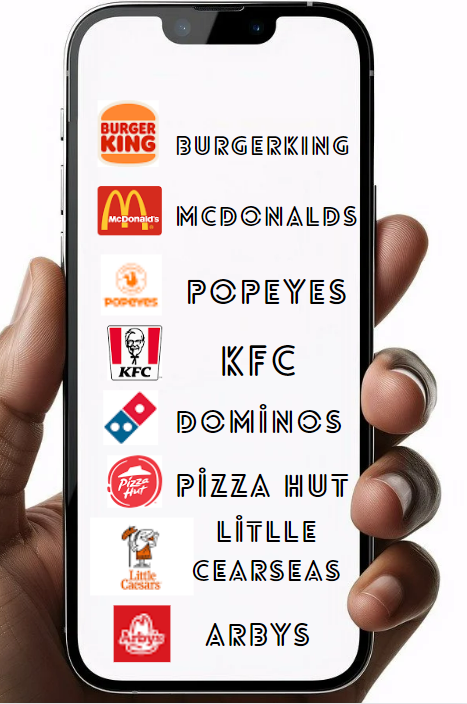 BURGER
KING
BURGERKING
McDonald's
MCDONALDS
POPEYES
POPEYES
KFC
KFC
DOMİNOS
Pizza
Hut
PİZZA HUT
LİTLLE
CEARSEAS
Little
Caesars
Arby's
ARBYS